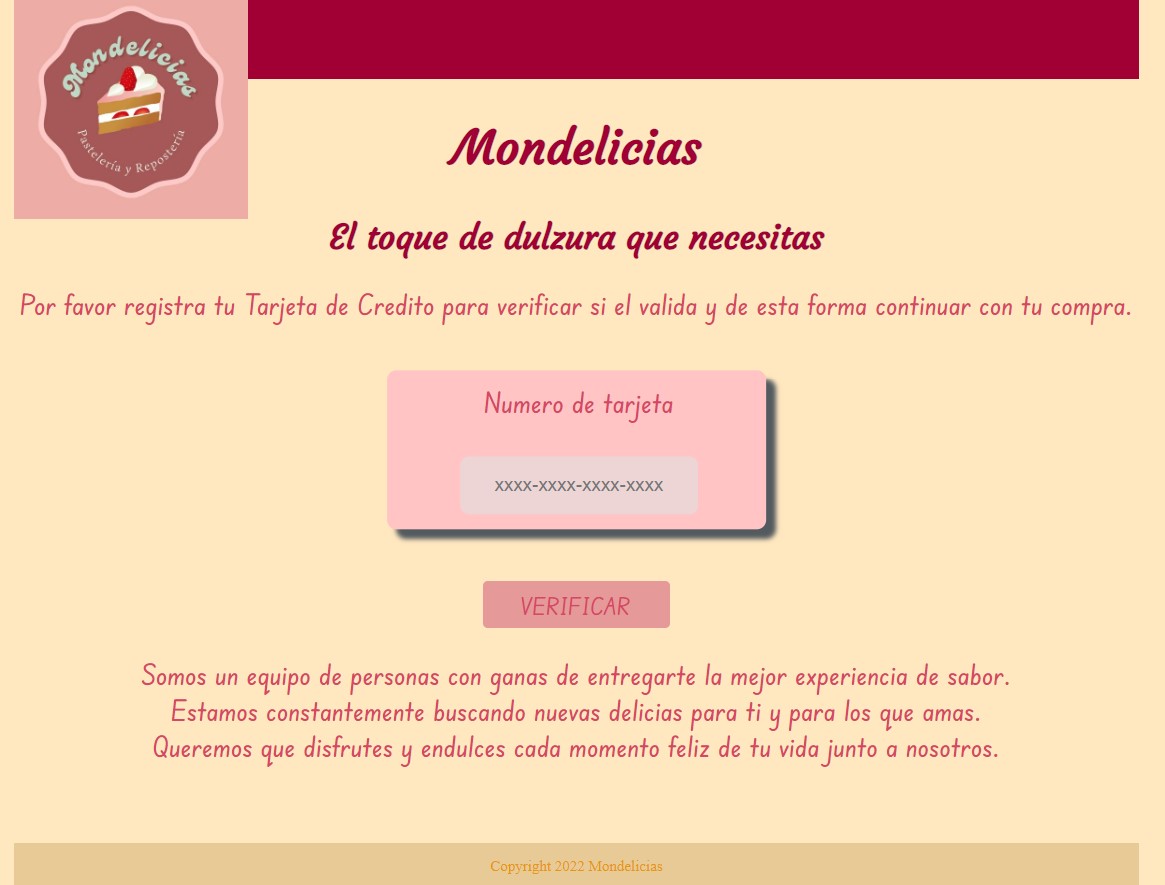 Mondelicias
Pastelería y Repostería
Mondelicias
El toque de dulzura que necesitas
Por favor registra tu Tarjeta de Credito para verificar si el valida y de esta forma continuar con tu compra.
Numero de tarjeta
xxxx-xxxx-xxxx-xxxx
VERIFICAR
Somos un equipo de personas con ganas de entregarte la mejor experiencia de sabor.
Estamos constantemente buscando nuevas delicias para ti y para los que amas.
Queremos que disfrutes y endulces cada momento feliz de tu vida junto a nosotros.
Copyright 2022 Mondelicias